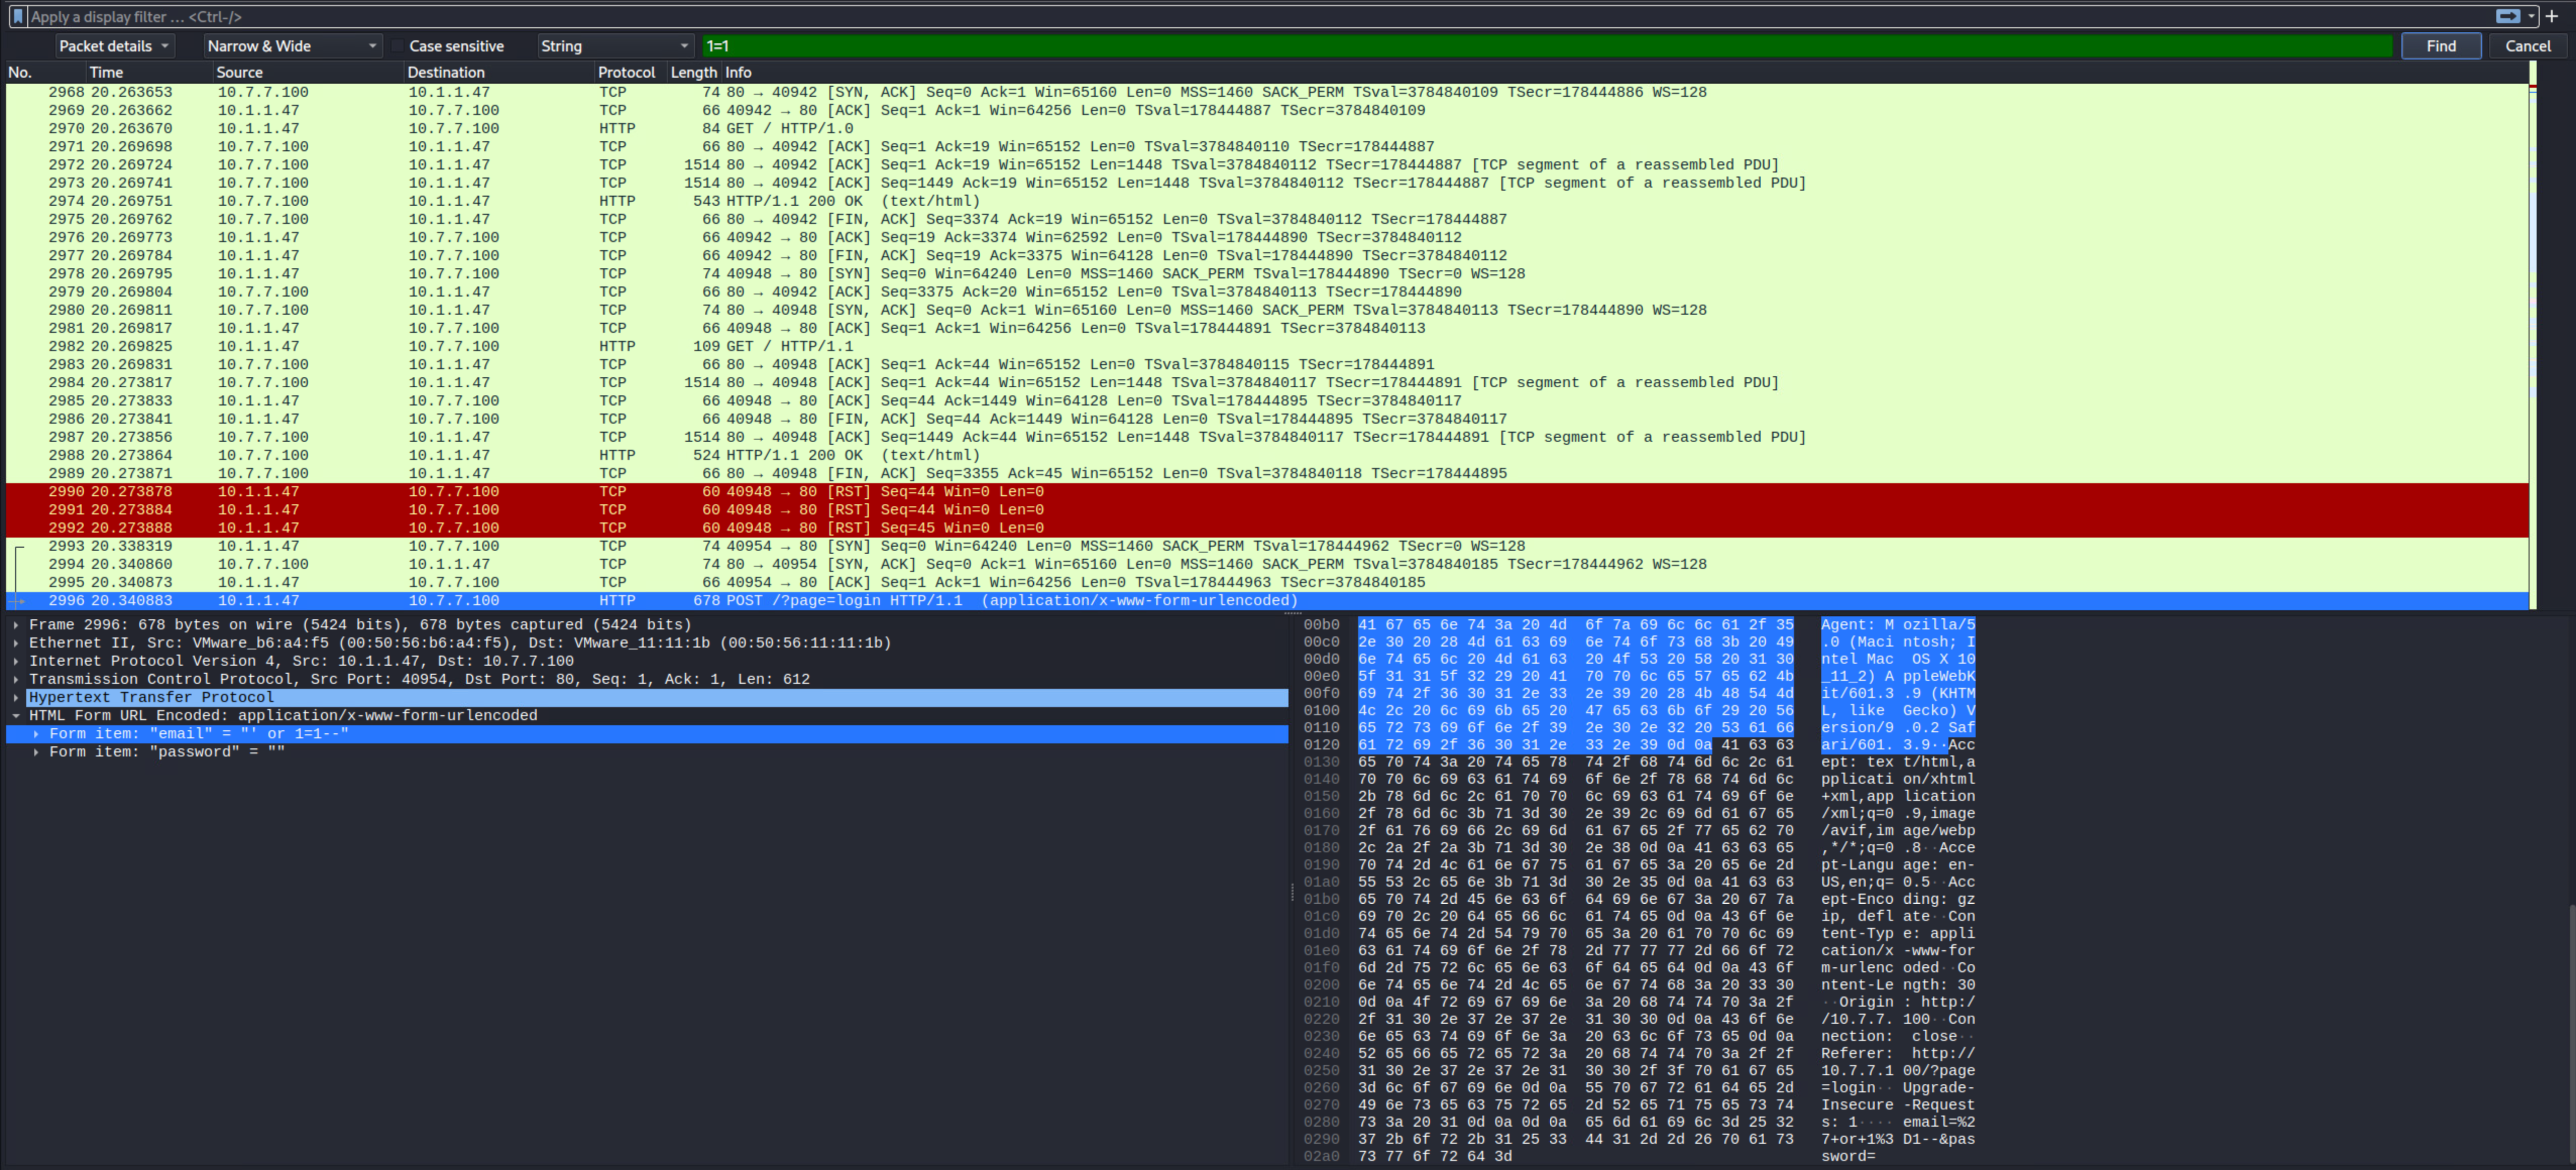 Apply a display filter … <Ctrl-/>
Packet details Narrow & Wide Case sensitive String 1=1 Find Cancel
No. Time Source Destination Protocol Length Info
2968 20.263653 10.7.7.100 10.1.1.47 TCP 74 80 → 40942 [SYN, ACK] Seq=0 Ack=1 Win=65160 Len=0 MSS=1460 SACK_PERM TSval=3784840109 TSecr=178444886 WS=128
2969 20.263662 10.1.1.47 10.7.7.100 TCP 66 40942 → 80 [ACK] Seq=1 Ack=1 Win=64256 Len=0 TSval=178444887 TSecr=3784840109
2970 20.263670 10.1.1.47 10.7.7.100 HTTP 84 GET / HTTP/1.0
2971 20.269698 10.7.7.100 10.1.1.47 TCP 66 80 → 40942 [ACK] Seq=1 Ack=19 Win=65152 Len=0 TSval=3784840110 TSecr=178444887
2972 20.269724 10.7.7.100 10.1.1.47 TCP 1514 80 → 40942 [ACK] Seq=1 Ack=19 Win=65152 Len=1448 TSval=3784840112 TSecr=178444887 [TCP segment of a reassembled PDU]
2973 20.269741 10.7.7.100 10.1.1.47 TCP 1514 80 → 40942 [ACK] Seq=1449 Ack=19 Win=65152 Len=1448 TSval=3784840112 TSecr=178444887 [TCP segment of a reassembled PDU]
2974 20.269751 10.7.7.100 10.1.1.47 HTTP 543 HTTP/1.1 200 OK (text/html)
2975 20.269762 10.7.7.100 10.1.1.47 TCP 66 80 → 40942 [FIN, ACK] Seq=3374 Ack=19 Win=65152 Len=0 TSval=3784840112 TSecr=178444887
2976 20.269773 10.1.1.47 10.7.7.100 TCP 66 40942 → 80 [ACK] Seq=19 Ack=3374 Win=62592 Len=0 TSval=178444890 TSecr=3784840112
2977 20.269784 10.1.1.47 10.7.7.100 TCP 66 40942 → 80 [FIN, ACK] Seq=19 Ack=3375 Win=64128 Len=0 TSval=178444890 TSecr=3784840112
2978 20.269795 10.1.1.47 10.7.7.100 TCP 74 40948 → 80 [SYN] Seq=0 Win=64240 Len=0 MSS=1460 SACK_PERM TSval=178444890 TSecr=0 WS=128
2979 20.269804 10.7.7.100 10.1.1.47 TCP 66 80 → 40942 [ACK] Seq=3375 Ack=20 Win=65152 Len=0 TSval=3784840113 TSecr=178444890
2980 20.269811 10.7.7.100 10.1.1.47 TCP 74 80 → 40948 [SYN, ACK] Seq=0 Ack=1 Win=65160 Len=0 MSS=1460 SACK_PERM TSval=3784840113 TSecr=178444890 WS=128
2981 20.269817 10.1.1.47 10.7.7.100 TCP 66 40948 → 80 [ACK] Seq=1 Ack=1 Win=64256 Len=0 TSval=178444891 TSecr=3784840113
2982 20.269825 10.1.1.47 10.7.7.100 HTTP 109 GET / HTTP/1.1
2983 20.269831 10.7.7.100 10.1.1.47 TCP 66 80 → 40948 [ACK] Seq=1 Ack=44 Win=65152 Len=0 TSval=3784840115 TSecr=178444891
2984 20.273817 10.7.7.100 10.1.1.47 TCP 1514 80 → 40948 [ACK] Seq=1 Ack=44 Win=65152 Len=1448 TSval=3784840117 TSecr=178444891 [TCP segment of a reassembled PDU]
2985 20.273833 10.1.1.47 10.7.7.100 TCP 66 40948 → 80 [ACK] Seq=44 Ack=1449 Win=64128 Len=0 TSval=178444895 TSecr=3784840117
2986 20.273841 10.1.1.47 10.7.7.100 TCP 66 40948 → 80 [FIN, ACK] Seq=44 Ack=1449 Win=64128 Len=0 TSval=178444895 TSecr=3784840117
2987 20.273856 10.7.7.100 10.1.1.47 TCP 1514 80 → 40948 [ACK] Seq=1449 Ack=44 Win=65152 Len=1448 TSval=3784840117 TSecr=178444891 [TCP segment of a reassembled PDU]
2988 20.273864 10.7.7.100 10.1.1.47 HTTP 524 HTTP/1.1 200 OK (text/html)
2989 20.273871 10.7.7.100 10.1.1.47 TCP 66 80 → 40948 [FIN, ACK] Seq=3355 Ack=45 Win=65152 Len=0 TSval=3784840118 TSecr=178444895
2990 20.273878 10.1.1.47 10.7.7.100 TCP 60 40948 → 80 [RST] Seq=44 Win=0 Len=0
2991 20.273884 10.1.1.47 10.7.7.100 TCP 60 40948 → 80 [RST] Seq=44 Win=0 Len=0
2992 20.273888 10.1.1.47 10.7.7.100 TCP 60 40948 → 80 [RST] Seq=45 Win=0 Len=0
2993 20.338319 10.1.1.47 10.7.7.100 TCP 74 40954 → 80 [SYN] Seq=0 Win=64240 Len=0 MSS=1460 SACK_PERM TSval=178444962 TSecr=0 WS=128
2994 20.340860 10.7.7.100 10.1.1.47 TCP 74 80 → 40954 [SYN, ACK] Seq=0 Ack=1 Win=65160 Len=0 MSS=1460 SACK_PERM TSval=3784840185 TSecr=178444962 WS=128
2995 20.340873 10.1.1.47 10.7.7.100 TCP 66 40954 → 80 [ACK] Seq=1 Ack=1 Win=64256 Len=0 TSval=178444963 TSecr=3784840185
2996 20.340883 10.1.1.47 10.7.7.100 HTTP 678 POST /?page=login HTTP/1.1 (application/x-www-form-urlencoded)
Frame 2996: 678 bytes on wire (5424 bits), 678 bytes captured (5424 bits)
Ethernet II, Src: VMware_b6:a4:f5 (00:50:56:b6:a4:f5), Dst: VMware_11:11:1b (00:50:56:11:11:1b)
Internet Protocol Version 4, Src: 10.1.1.47, Dst: 10.7.7.100
Transmission Control Protocol, Src Port: 40954, Dst Port: 80, Seq: 1, Ack: 1, Len: 612
Hypertext Transfer Protocol
HTML Form URL Encoded: application/x-www-form-urlencoded
Form item: "email" = "' or 1=1--"
Form item: "password" = ""
00b0 41 67 65 6e 74 3a 20 4d 6f 7a 69 6c 6c 61 2f 35 Agent: M ozilla/5
00c0 2e 30 20 28 4d 61 63 69 6e 74 6f 73 68 3b 20 49 .0 (Maci ntosh; I
00d0 6e 74 65 6c 20 4d 61 63 20 4f 53 20 58 20 31 30 ntel Mac  OS X 10
00e0 5f 31 31 5f 32 29 20 41 70 70 6c 65 57 65 62 4b _11_2) A ppleWebK
00f0 69 74 2f 36 30 31 2e 33 2e 39 20 28 4b 48 54 4d it/601.3 .9 (KHTM
0100 4c 2c 20 6c 69 6b 65 20 47 65 63 6b 6f 29 20 56 L, like  Gecko) V
0110 65 72 73 69 6f 6e 2f 39 2e 30 2e 32 20 53 61 66 ersion/9 .0.2 Saf
0120 61 72 69 2f 36 30 31 2e 33 2e 39 0d 0a 41 63 63 ari/601. 3.9··Acc
0130 65 70 74 3a 20 74 65 78 74 2f 68 74 6d 6c 2c 61 ept: tex t/html,a
0140 70 70 6c 69 63 61 74 69 6f 6e 2f 78 68 74 6d 6c pplicati on/xhtml
0150 2b 78 6d 6c 2c 61 70 70 6c 69 63 61 74 69 6f 6e +xml,app lication
0160 2f 78 6d 6c 3b 71 3d 30 2e 39 2c 69 6d 61 67 65 /xml;q=0 .9,image
0170 2f 61 76 69 66 2c 69 6d 61 67 65 2f 77 65 62 70 /avif,im age/webp
0180 2c 2a 2f 2a 3b 71 3d 30 2e 38 0d 0a 41 63 63 65 ,*/*;q=0 .8··Acce
0190 70 74 2d 4c 61 6e 67 75 61 67 65 3a 20 65 6e 2d pt-Langu age: en-
01a0 55 53 2c 65 6e 3b 71 3d 30 2e 35 0d 0a 41 63 63 US,en;q= 0.5··Acc
01b0 65 70 74 2d 45 6e 63 6f 64 69 6e 67 3a 20 67 7a ept-Enco ding: gz
01c0 69 70 2c 20 64 65 66 6c 61 74 65 0d 0a 43 6f 6e ip, defl ate··Con
01d0 74 65 6e 74 2d 54 79 70 65 3a 20 61 70 70 6c 69 tent-Typ e: appli
01e0 63 61 74 69 6f 6e 2f 78 2d 77 77 77 2d 66 6f 72 cation/x -www-for
01f0 6d 2d 75 72 6c 65 6e 63 6f 64 65 64 0d 0a 43 6f m-urlenc oded··Co
0200 6e 74 65 6e 74 2d 4c 65 6e 67 74 68 3a 20 33 30 ntent-Le ngth: 30
0210 0d 0a 4f 72 69 67 69 6e 3a 20 68 74 74 70 3a 2f ··Origin : http:/
0220 2f 31 30 2e 37 2e 37 2e 31 30 30 0d 0a 43 6f 6e /10.7.7. 100··Con
0230 6e 65 63 74 69 6f 6e 3a 20 63 6c 6f 73 65 0d 0a nection:  close··
0240 52 65 66 65 72 65 72 3a 20 68 74 74 70 3a 2f 2f Referer:  http://
0250 31 30 2e 37 2e 37 2e 31 30 30 2f 3f 70 61 67 65 10.7.7.1 00/?page
0260 3d 6c 6f 67 69 6e 0d 0a 55 70 67 72 61 64 65 2d =login·· Upgrade-
0270 49 6e 73 65 63 75 72 65 2d 52 65 71 75 65 73 74 Insecure -Request
0280 73 3a 20 31 0d 0a 0d 0a 65 6d 61 69 6c 3d 25 32 s: 1···· email=%2
0290 37 2b 6f 72 2b 31 25 33 44 31 2d 2d 26 70 61 73 7+or+1%3 D1--&pas
02a0 73 77 6f 72 64 3d sword=